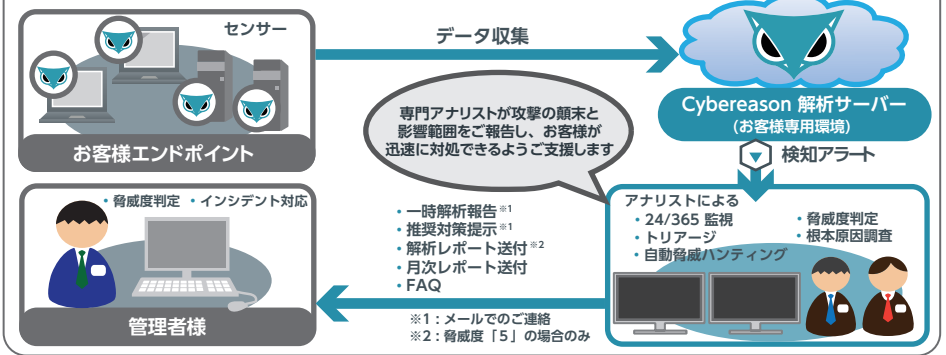 センサー
お客様エンドポイント
データ収集
Cybereason 解析サーバー
(お客様専用環境)
検知アラート
専門アナリストが攻撃の顛末と
影響範囲をご報告し、お客様が
迅速に対処できるようご支援します
アナリストによる
・24/365 監視
・トリアージ
・自動脅威ハンティング
・脅威度判定
・根本原因調査
・一時解析報告※1
・推奨対策提示※1
・解析レポート送付※2
・月次レポート送付
・FAQ
※1：メールでのご連絡
※2：脅威度「5」の場合のみ
・脅威度判定 ・インシデント対応
管理者様